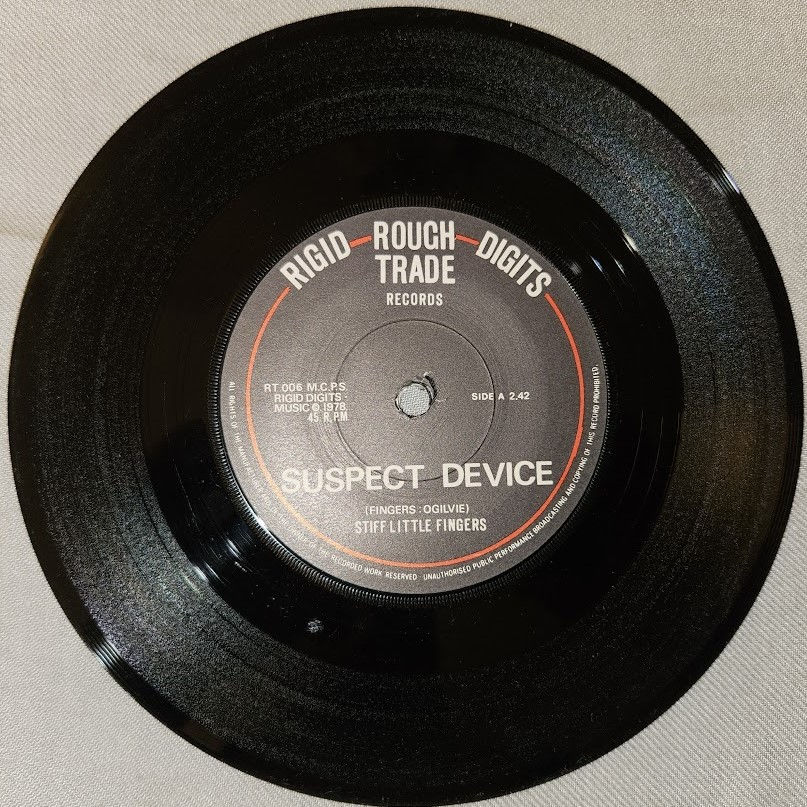 RIGID ROUGH DIGITS
TRADE
RECORDS
RT 006 M.C.P.S.
RIGID DIGITS -
MUSIC © 1978.
45 R.P.M.
SIDE A 2.42
SUSPECT DEVICE
(FINGERS : OGILVIE)
STIFF LITTLE FINGERS
ALL RIGHTS OF THE RECORDED WORK RESERVED · UNAUTHORISED PUBLIC PERFORMANCE BROADCASTING AND COPYING OF THIS RECORD PROHIBITED.